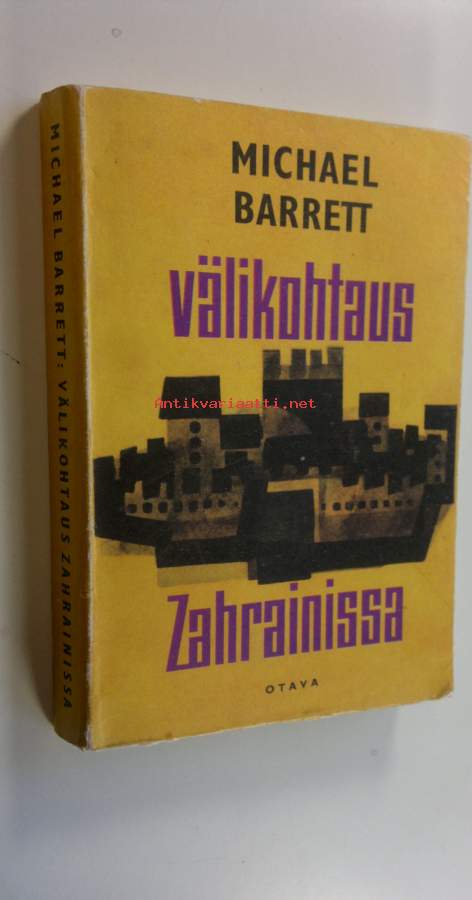 MICHAEL
BARRETT
välikohtaus
Antikvariaatti.net
Zahrainissa
OTAVA
MICHAEL BARRETT: VÄLIKOHTAUS ZAHRAINISSA